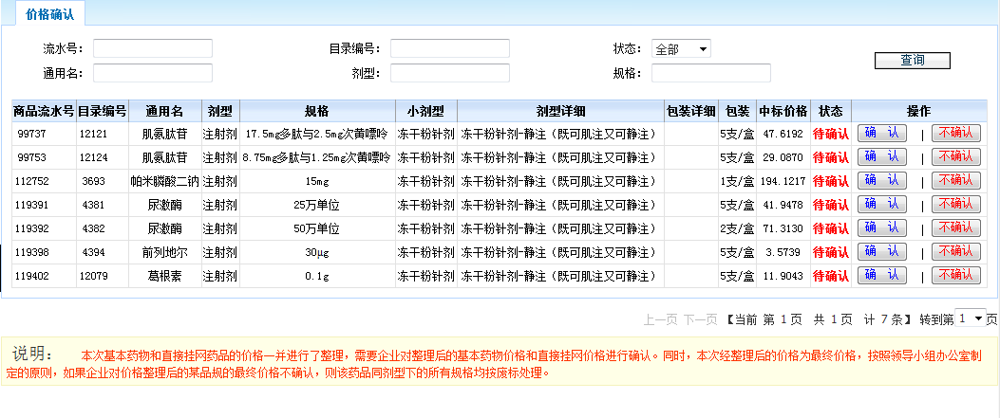 价格确认
流水号: 目录编号: 状态: 全部
查询
通用名: 剂型: 规格:
商品流水号 目录编号 通用名 剂型 规格 小剂型 剂型详细 包装详细 包装 中标价格 状态 操作
99737 12121 肌氨肽苷 注射剂 17.5mg多肽与2.5mg次黄嘌呤 冻干粉针剂 冻干粉针剂-静注（既可肌注又可静注） 5支/盒 47.6192 待确认 确 认 | 不确认
99753 12124 肌氨肽苷 注射剂 8.75mg多肽与1.25mg次黄嘌呤 冻干粉针剂 冻干粉针剂-静注（既可肌注又可静注） 5支/盒 29.0870 待确认 确 认 | 不确认
112752 3693 帕米膦酸二钠 注射剂 15mg 冻干粉针剂 冻干粉针剂-静注（既可肌注又可静注） 1支/盒 194.1217 待确认 确 认 | 不确认
119391 4381 尿激酶 注射剂 25万单位 冻干粉针剂 冻干粉针剂-静注（既可肌注又可静注） 5支/盒 41.9478 待确认 确 认 | 不确认
119392 4382 尿激酶 注射剂 50万单位 冻干粉针剂 冻干粉针剂-静注（既可肌注又可静注） 2支/盒 71.3130 待确认 确 认 | 不确认
119398 4394 前列地尔 注射剂 30μg 冻干粉针剂 冻干粉针剂-静注（既可肌注又可静注） 5支/盒 3.5739 待确认 确 认 | 不确认
119402 12079 葛根素 注射剂 0.1g 冻干粉针剂 冻干粉针剂-静注（既可肌注又可静注） 5支/盒 11.9043 待确认 确 认 | 不确认
上一页 下一页 【当前 第 1 页 共 1 页 计 7 条】 转到第 1 页
说明: 本次基本药物和直接挂网药品的价格一并进行了整理，需要企业对整理后的基本药物价格和直接挂网价格进行确认。同时，本次经整理后的价格为最终价格，按照领导小组办公室制
定的原则，如果企业对价格整理后的某品规的最终价格不确认，则该药品同剂型下的所有规格均按废标处理。